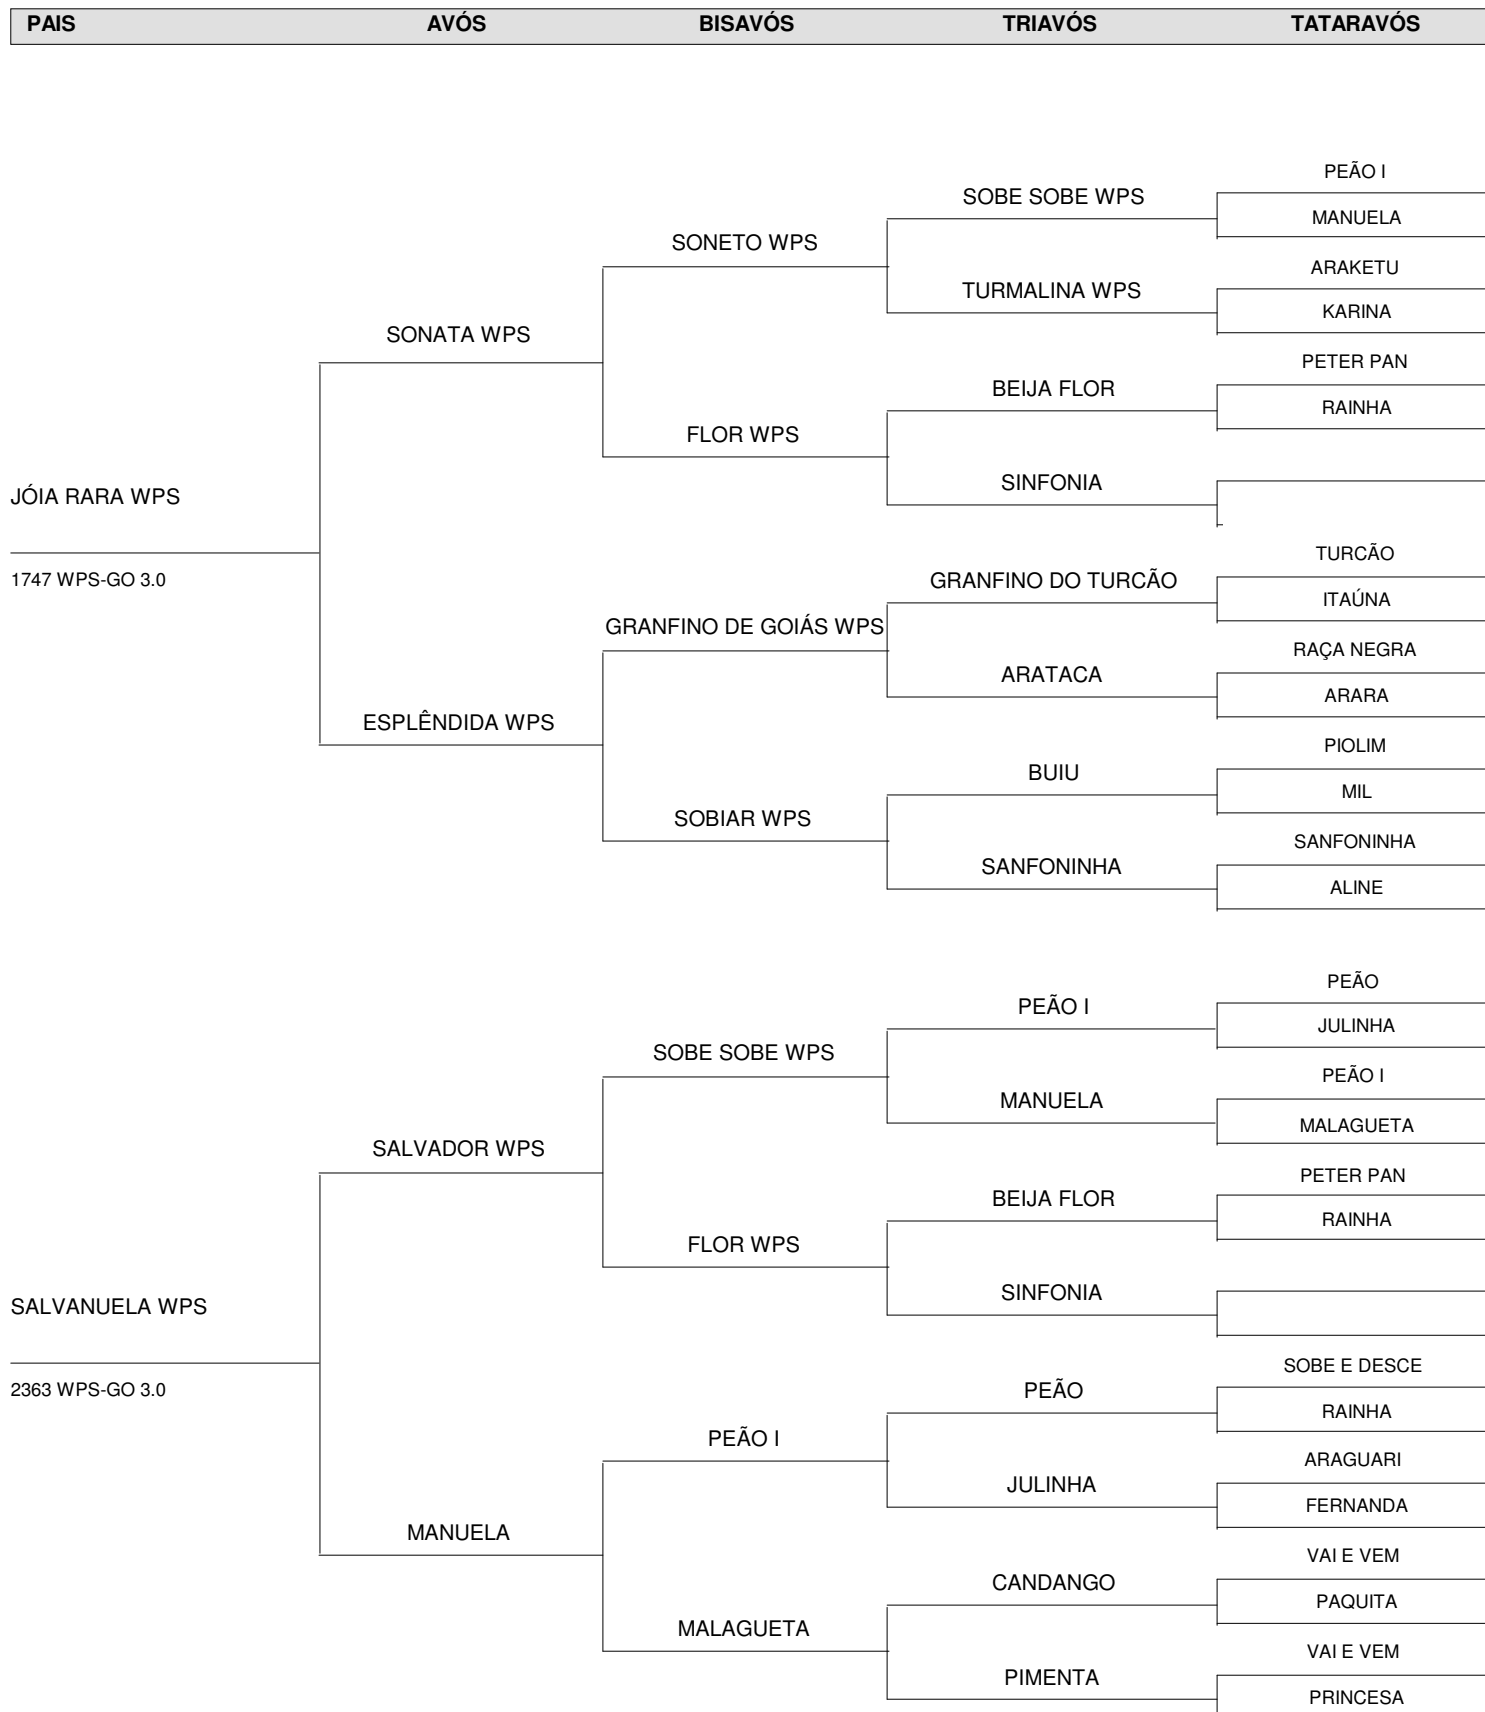 PAIS AVÓS BISAVÓS TRIAVÓS TATARAVÓS
PEÃO I
SOBE SOBE WPS
MANUELA
SONETO WPS
ARAKETU
TURMALINA WPS
KARINA
SONATA WPS
PETER PAN
BEIJA FLOR
RAINHA
FLOR WPS
SINFONIA
JÓIA RARA WPS
TURCÃO
1747 WPS-GO 3.0
GRANFINO DO TURCÃO
ITAÚNA
GRANFINO DE GOIÁS WPS
RAÇA NEGRA
ARATACA
ARARA
ESPLÊNDIDA WPS
PIOLIM
BUIU
MIL
SOBIAR WPS
SANFONINHA
SANFONINHA
ALINE
PEÃO
PEÃO I
JULINHA
SOBE SOBE WPS
PEÃO I
MANUELA
MALAGUETA
SALVADOR WPS
PETER PAN
BEIJA FLOR
RAINHA
FLOR WPS
SINFONIA
SALVANUELA WPS
SOBE E DESCE
2363 WPS-GO 3.0
PEÃO
RAINHA
PEÃO I
ARAGUARI
JULINHA
FERNANDA
MANUELA
VAI E VEM
CANDANGO
PAQUITA
MALAGUETA
VAI E VEM
PIMENTA
PRINCESA